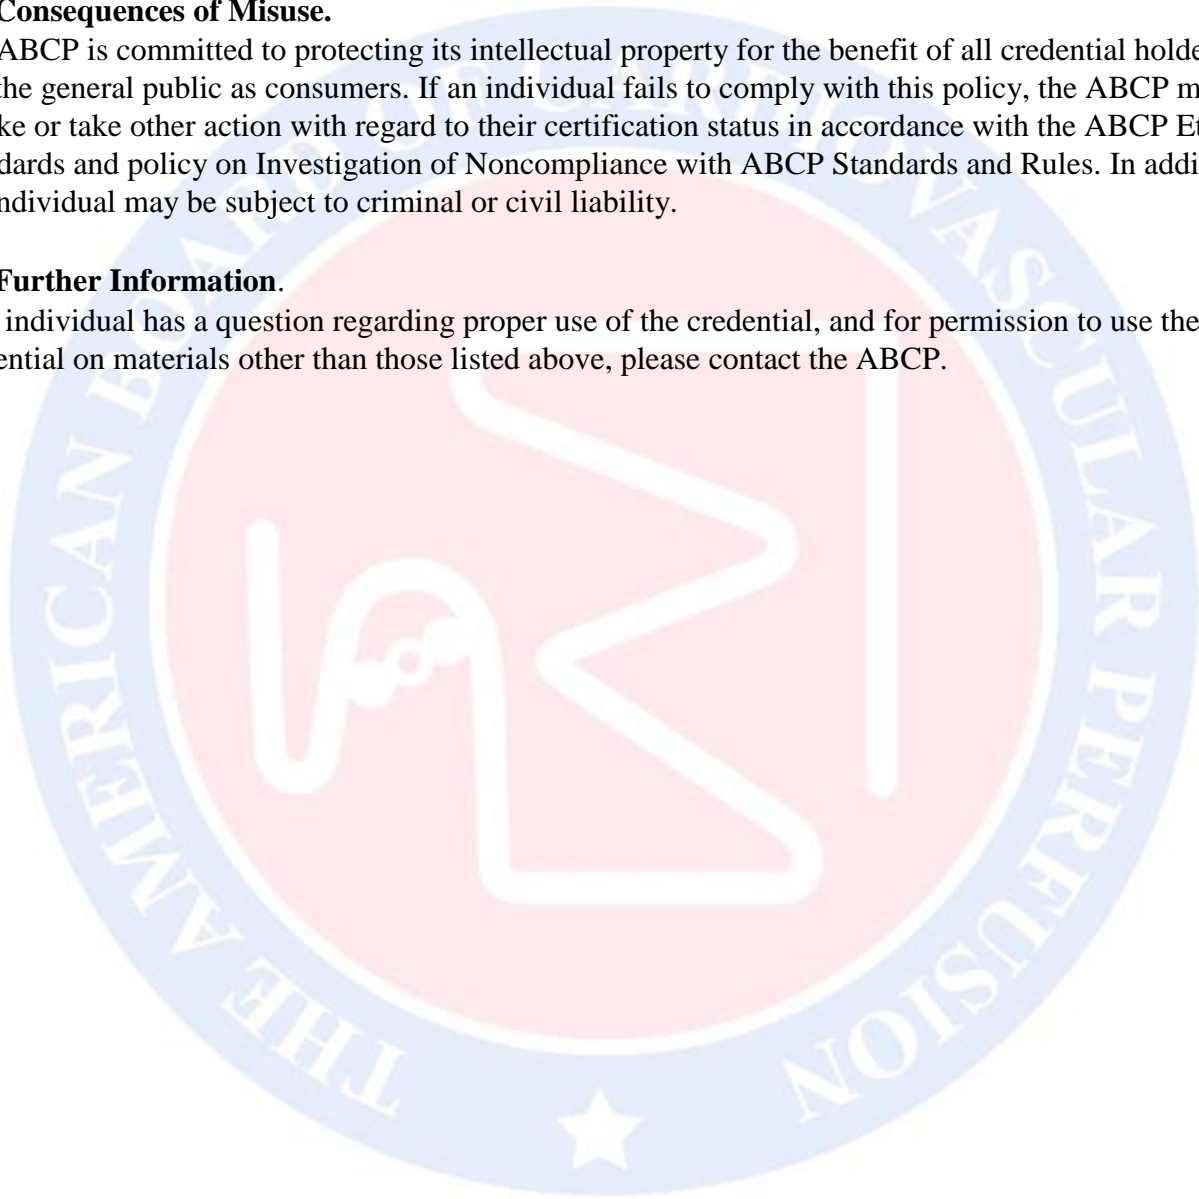 Consequences of Misuse.
ABCP is committed to protecting its intellectual property for the benefit of all credential holde
the general public as consumers. If an individual fails to comply with this policy, the ABCP m
ke or take other action with regard to their certification status in accordance with the ABCP Et
dards and policy on Investigation of Noncompliance with ABCP Standards and Rules. In addi
ndividual may be subject to criminal or civil liability.
Further Information.
individual has a question regarding proper use of the credential, and for permission to use the
ential on materials other than those listed above, please contact the ABCP.
THE AMERICAN BOARD OF CARDIOVASCULAR PERFUSION